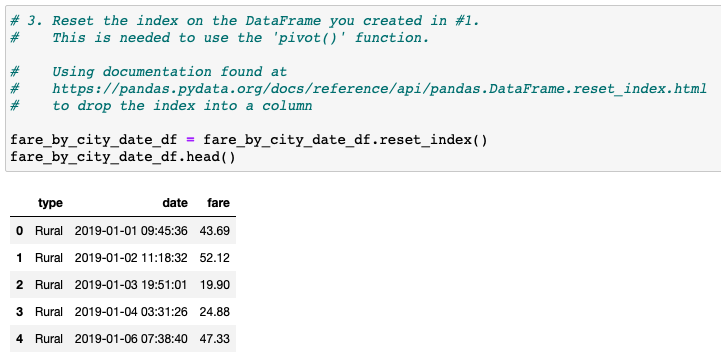 # 3. Reset the index on the DataFrame you created in #1.
#    This is needed to use the 'pivot()' function.
#    Using documentation found at
#    https://pandas.pydata.org/docs/reference/api/pandas.DataFrame.reset_index.html
#    to drop the index into a column
fare_by_city_date_df = fare_by_city_date_df.reset_index()
fare_by_city_date_df.head()
type date fare
0 Rural 2019-01-01 09:45:36 43.69
1 Rural 2019-01-02 11:18:32 52.12
2 Rural 2019-01-03 19:51:01 19.90
3 Rural 2019-01-04 03:31:26 24.88
4 Rural 2019-01-06 07:38:40 47.33